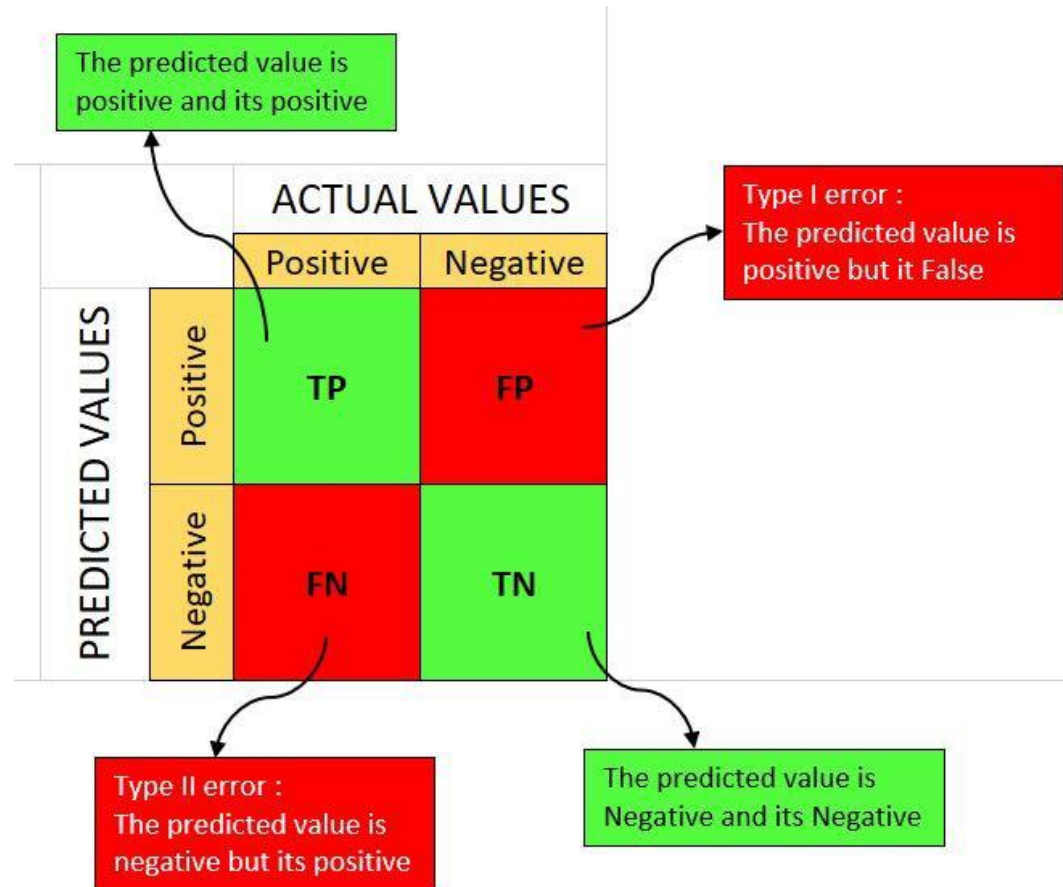 The predicted value is
positive and its positive
ACTUAL VALUES
Type I error :
The predicted value is
positive but it False
Positive Negative
PREDICTED VALUES
Positive
TP FP
Negative
FN TN
Type II error :
The predicted value is
negative but its positive
The predicted value is
Negative and its Negative